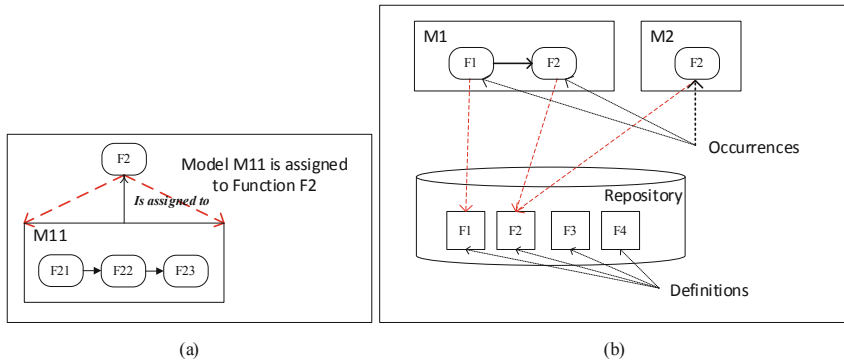 F2
Model M11 is assigned
to Function F2
Is assigned to
M11
F21
F22
F23
(a)
M1
F1
F2
M2
F2
Occurrences
Repository
F1
F2
F3
F4
Definitions
(b)